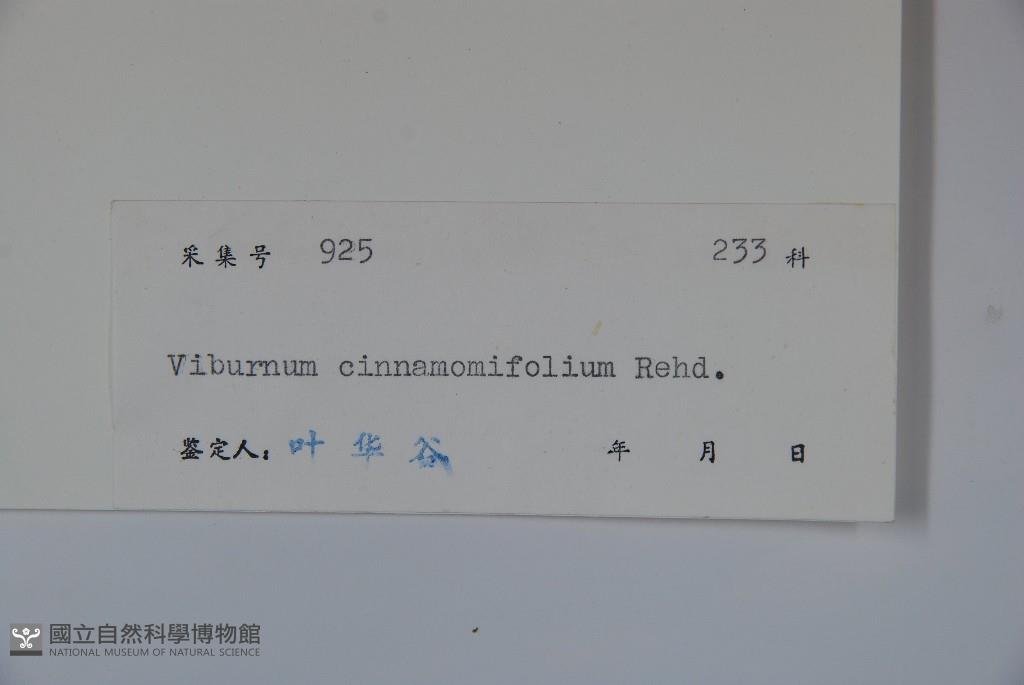 采集号 925 233 科
Viburnum cinnamomifolium Rehd.
鉴定人: 叶华谷 年 月 日
國立自然科學博物館
NATIONAL MUSEUM OF NATURAL SCIENCE